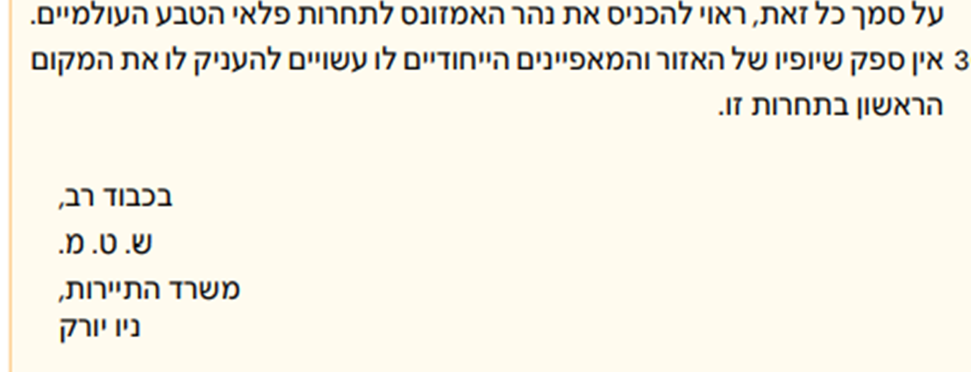 על סמך כל זאת, ראוי להכניס את נהר האמזונס לתחרות פלאי הטבע העולמיים.
3 אין ספק שיופיו של האזור והמאפיינים הייחודיים לו עשויים להעניק לו את המקום
הראשון בתחרות זו.
בכבוד רב,
ש. ט. מ.
משרד התיירות,
ניו יורק